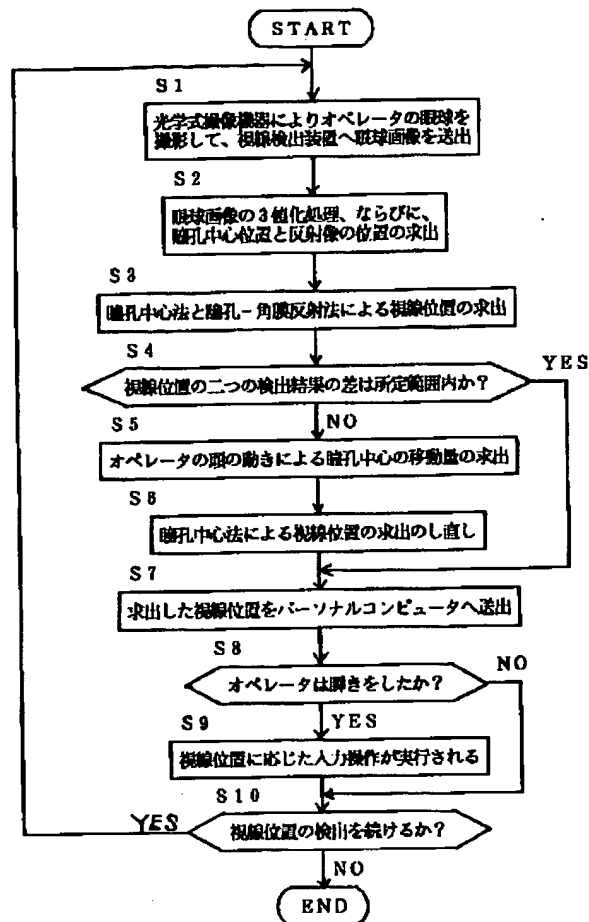 START
S1
光学式撮像機器によりオペレータの眼球を
撮影して、視線検出装置へ眼球画像を送出
S2
眼球画像の3値化処理、ならびに、
瞳孔中心位置と反射像の位置の求出
S3
瞳孔中心法と瞳孔-角膜反射法による視線位置の求出
S4
視線位置の二つの検出結果の差は所定範囲内か?
YES
NO
S5
オペレータの頭の動きによる瞳孔中心の移動量の求出
S6
瞳孔中心法による視線位置の求出のし直し
S7
求出した視線位置をパーソナルコンピュータへ送出
S8
オペレータは瞬きをしたか?
NO
YES
S9
視線位置に応じた入力操作が実行される
S10
視線位置の検出を続けるか?
YES
NO
END